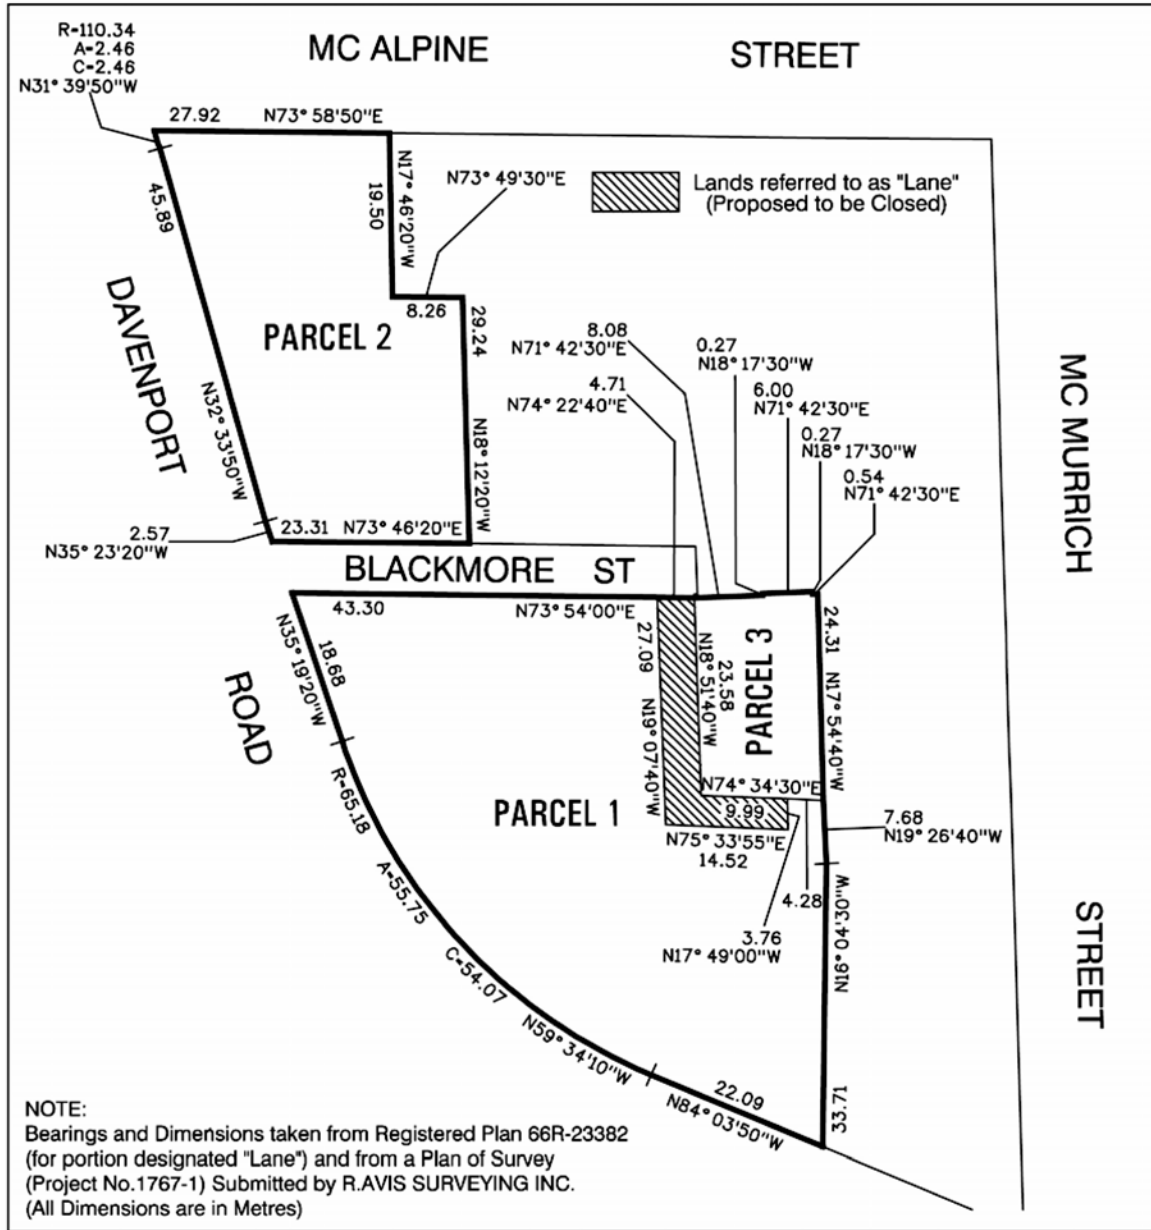 R=110.34
A=2.46
C=2.46
N31° 39'50"W
MC ALPINE STREET
27.92 N73° 58'50"E
N17° 46'20"W
19.50
N73° 49'30"E
Lands referred to as "Lane"
(Proposed to be Closed)
45.89
DAVENPORT
PARCEL 2
8.26
29.24
8.08
N71° 42'30"E
0.27
N18° 17'30"W
4.71
N74° 22'40"E
6.00
N71° 42'30"E
0.27
N18° 17'30"W
0.54
N71° 42'30"E
MC MURRICH
N32° 33'50"W
N18° 12'20"W
2.57
N35° 23'20"W
23.31 N73° 46'20"E
BLACKMORE ST
43.30 N73° 54'00"E
N35° 19'20"W
18.68
ROAD
27.09
N19° 07'40"W
N18° 51'40"W
23.58
PARCEL 3
24.31 N17° 54'40"W
N74° 34'30"E
9.99
PARCEL 1
N75° 33'55"E
14.52
7.68
N19° 26'40"W
4.28
3.76
N17° 49'00"W
N16° 04'30"W
33.71
R=65.18
A=55.75
C=54.07
N59° 34'10"W
22.09
N84° 03'50"W
STREET
NOTE:
Bearings and Dimensions taken from Registered Plan 66R-23382
(for portion designated "Lane") and from a Plan of Survey
(Project No.1767-1) Submitted by R.AVIS SURVEYING INC.
(All Dimensions are in Metres)